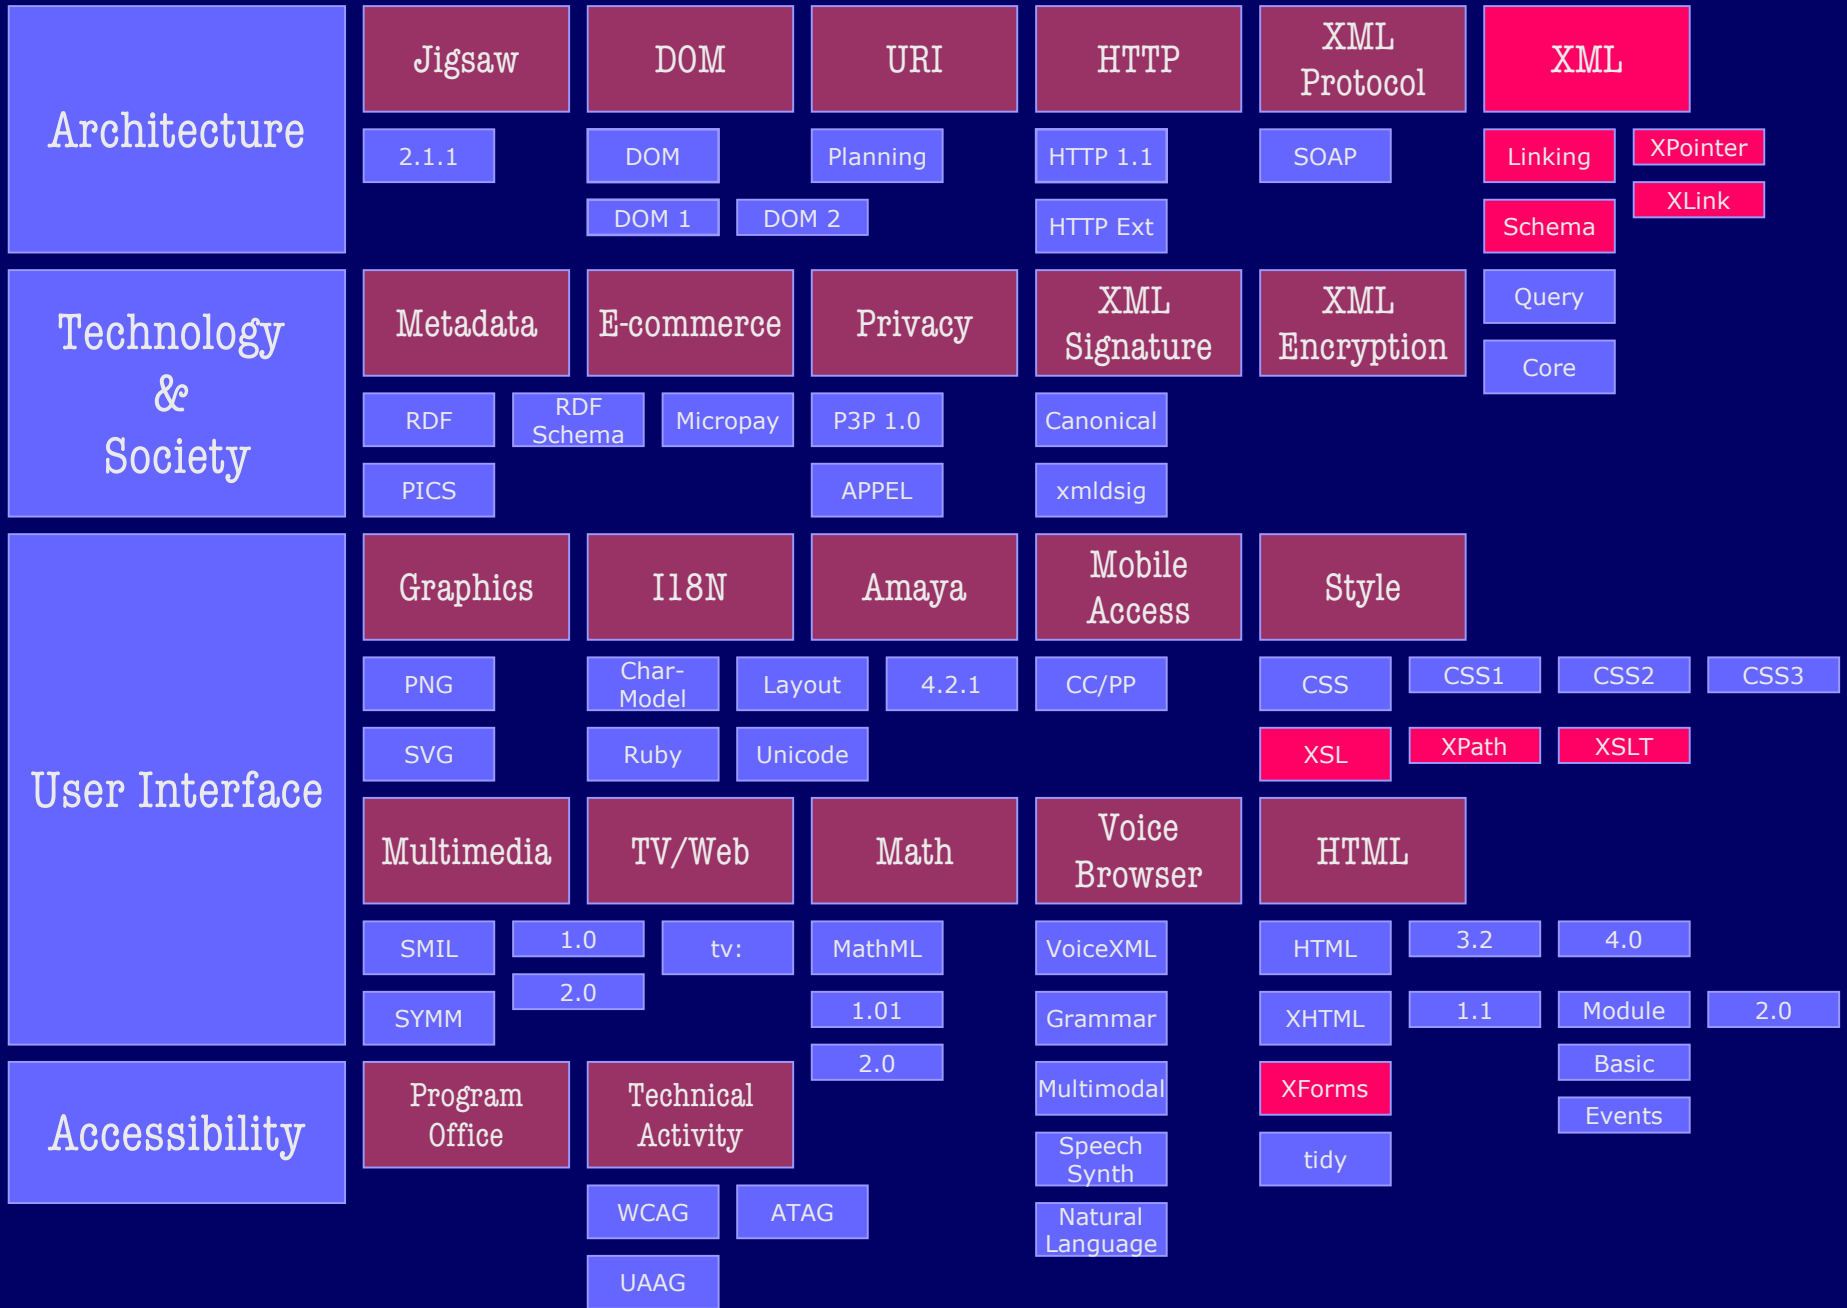 Architecture
Jigsaw
DOM
URI
HTTP
XML
Protocol
XML
2.1.1
DOM
Planning
HTTP 1.1
SOAP
Linking
XPointer
DOM 1
DOM 2
HTTP Ext
Schema
XLink
Technology
&
Society
Metadata
E-commerce
Privacy
XML
Signature
XML
Encryption
Query
Core
RDF
RDF
Schema
Micropay
P3P 1.0
Canonical
PICS
APPEL
xmldsig
User Interface
Graphics
I18N
Amaya
Mobile
Access
Style
PNG
Char-
Model
Layout
4.2.1
CC/PP
CSS
CSS1
CSS2
CSS3
SVG
Ruby
Unicode
XSL
XPath
XSLT
Multimedia
TV/Web
Math
Voice
Browser
HTML
SMIL
1.0
tv:
MathML
VoiceXML
HTML
3.2
4.0
SYMM
2.0
1.01
Grammar
XHTML
1.1
Module
2.0
2.0
Basic
Accessibility
Program
Office
Technical
Activity
Multimodal
XForms
Events
Speech
Synth
tidy
WCAG
ATAG
Natural
Language
UAAG